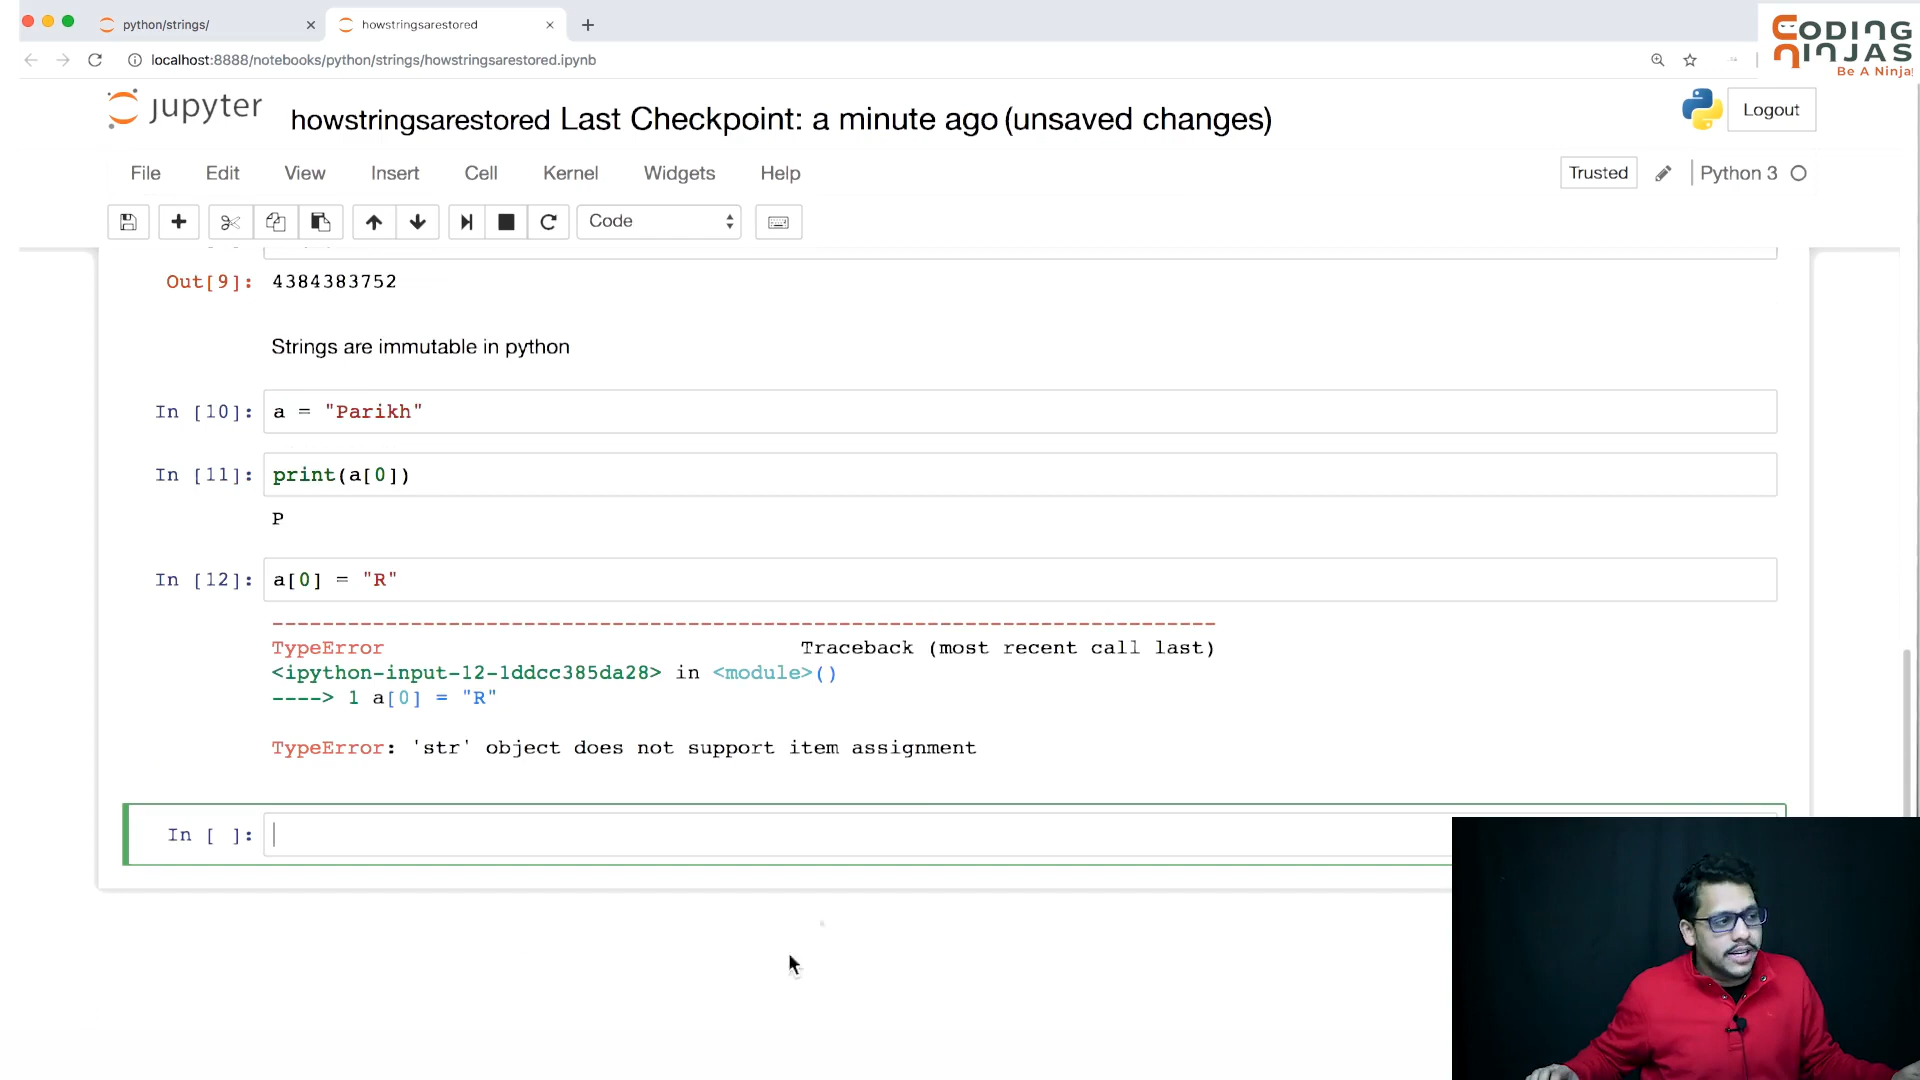 python/strings/
howstringsarestored
localhost:8888/notebooks/python/strings/howstringsarestored.ipynb
CODING
NINJAS
Be A Ninja!
jupyter
howstringsarestored Last Checkpoint: a minute ago (unsaved changes)
Logout
File Edit View Insert Cell Kernel Widgets Help
Trusted
Python 3
Code
Out[9]: 4384383752
Strings are immutable in python
In [10]: a = "Parikh"
In [11]: print(a[0])
P
In [12]: a[0] = "R"
---------------------------------------------------------------------------
TypeError Traceback (most recent call last)
<ipython-input-12-1ddcc385da28> in <module>()
----> 1 a[0] = "R"
TypeError: 'str' object does not support item assignment
In [ ]: